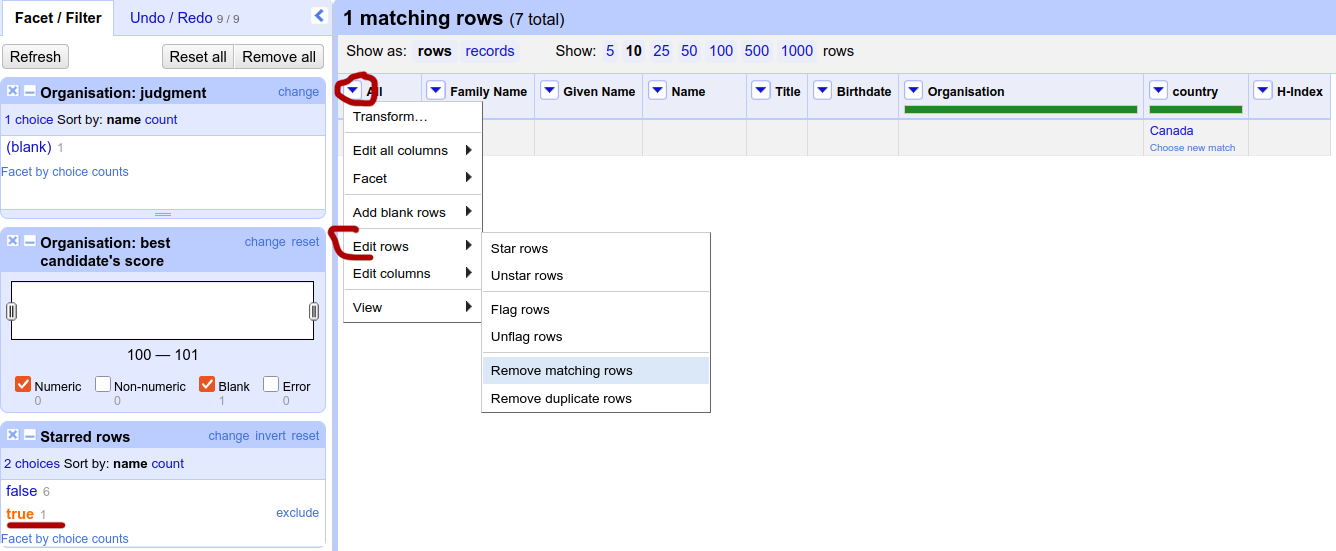 Facet / Filter Undo / Redo 9 / 9
Refresh Reset all Remove all
Organisation: judgment change
1 choice Sort by: name count
(blank) 1
Facet by choice counts
Organisation: best candidate's score change reset
100 — 101
Numeric Non-numeric Blank Error
0 0 1 0
Starred rows change invert reset
2 choices Sort by: name count
false 6
true 1 exclude
Facet by choice counts
1 matching rows (7 total)
Show as: rows records Show: 5 10 25 50 100 500 1000 rows
All Family Name Given Name Name Title Birthdate Organisation country H-Index
Canada
Choose new match
Transform…
Edit all columns
Facet
Add blank rows
Edit rows
Edit columns
View
Star rows
Unstar rows
Flag rows
Unflag rows
Remove matching rows
Remove duplicate rows